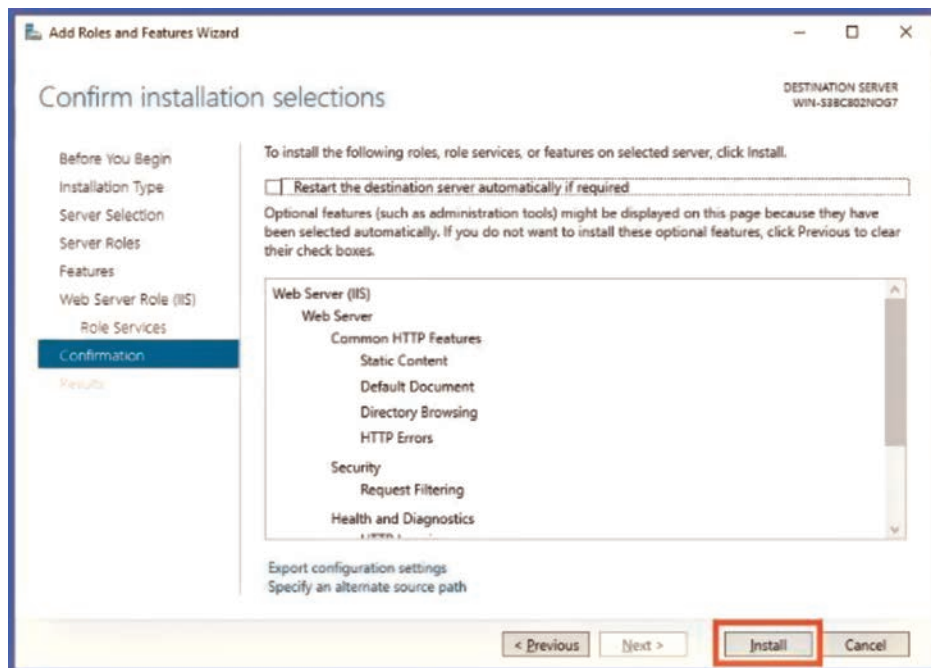 Add Roles and Features Wizard
Confirm installation selections
DESTINATION SERVER
WIN-S3BC802NOG7
Before You Begin
Installation Type
Server Selection
Server Roles
Features
Web Server Role (IIS)
Role Services
Confirmation
Results
To install the following roles, role services, or features on selected server, click Install.
Restart the destination server automatically if required
Optional features (such as administration tools) might be displayed on this page because they have
been selected automatically. If you do not want to install these optional features, click Previous to clear
their check boxes.
Web Server (IIS)
Web Server
Common HTTP Features
Static Content
Default Document
Directory Browsing
HTTP Errors
Security
Request Filtering
Health and Diagnostics
Export configuration settings
Specify an alternate source path
< Previous
Next >
Install
Cancel